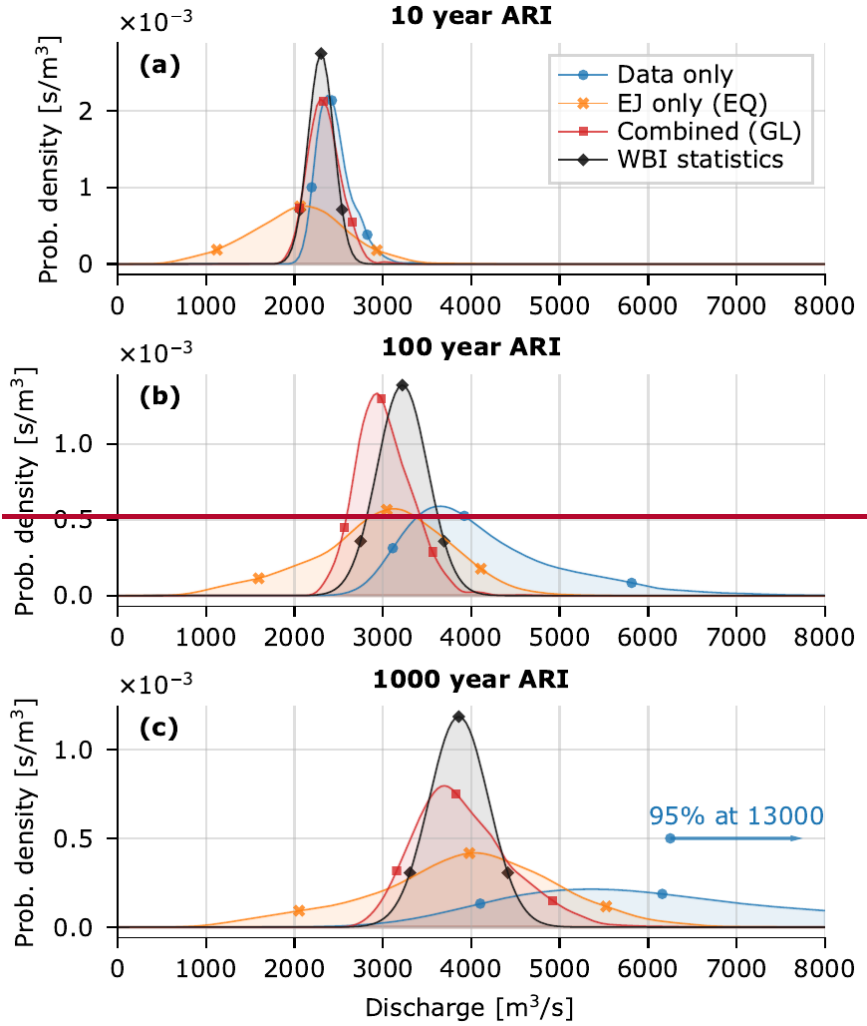 10 year ARI
×10⁻³
(a)
Prob. density [s/m³]
2
1
0
Data only
EJ only (EQ)
Combined (GL)
WBI statistics
0 1000 2000 3000 4000 5000 6000 7000 8000
100 year ARI
×10⁻³
(b)
Prob. density [s/m³]
1.0
0.5
0.0
0 1000 2000 3000 4000 5000 6000 7000 8000
1000 year ARI
×10⁻³
(c)
Prob. density [s/m³]
1.0
0.5
0.0
95% at 13000
0 1000 2000 3000 4000 5000 6000 7000 8000
Discharge [m³/s]